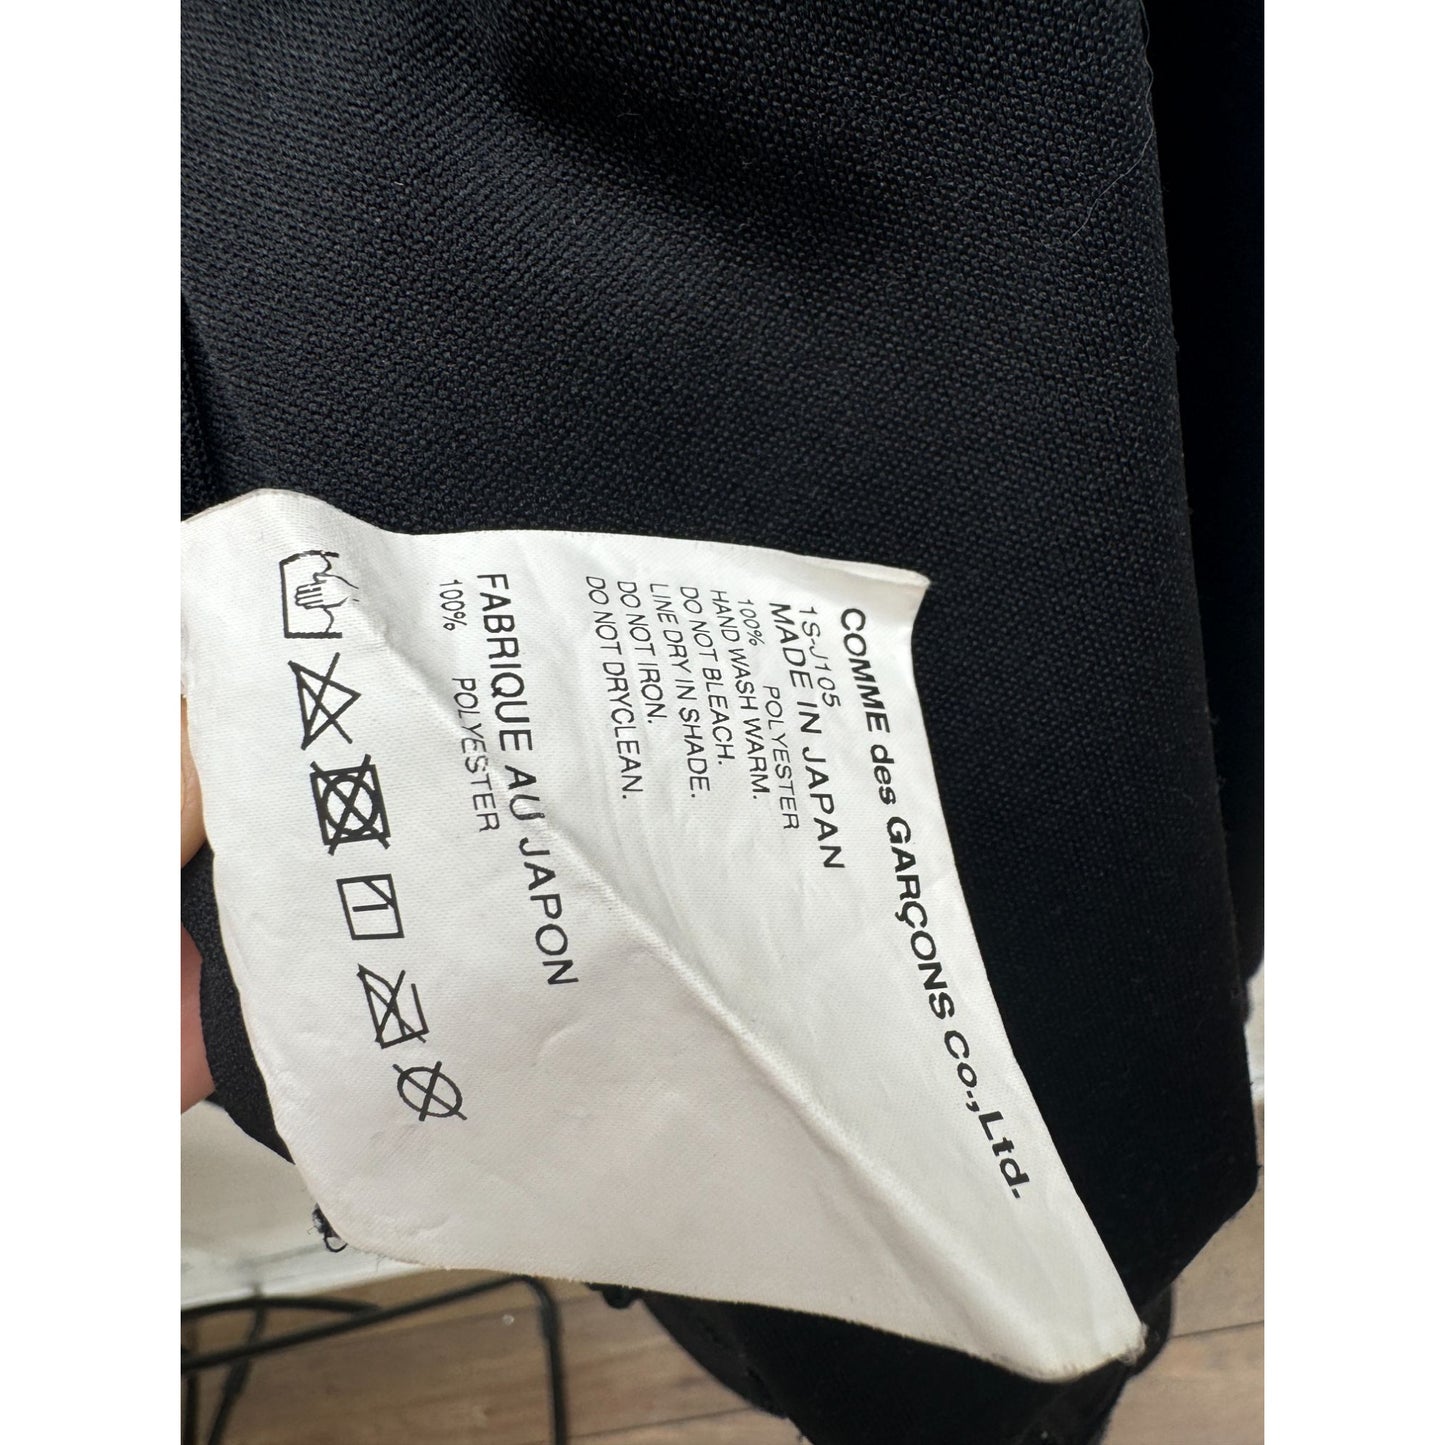 COMME des GARÇONS Co.,Ltd.
1S-J105
MADE IN JAPAN
100% POLYESTER
HAND WASH WARM.
DO NOT BLEACH.
LINE DRY IN SHADE.
DO NOT IRON.
DO NOT DRYCLEAN.
FABRIQUE AU JAPON
100% POLYESTER